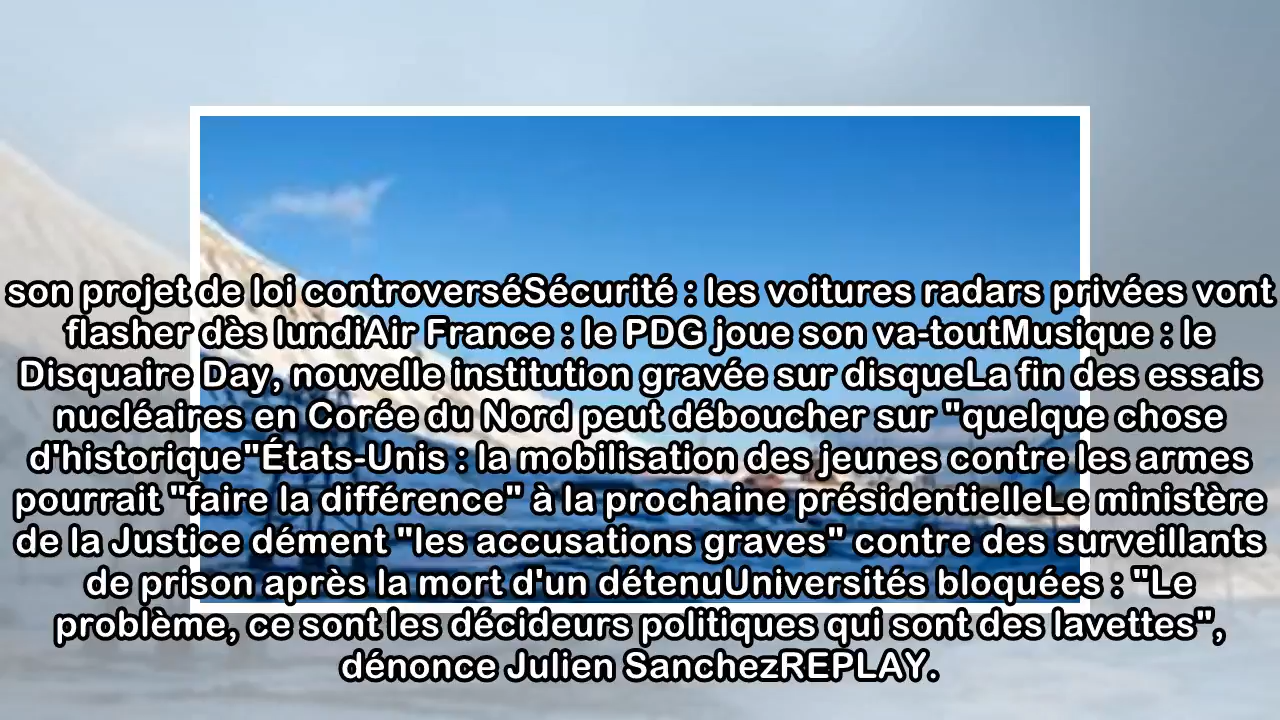 son projet de loi controverséSécurité : les voitures radars privées vont
flasher dès lundiAir France : le PDG joue son va-toutMusique : le
Disquaire Day, nouvelle institution gravée sur disqueLa fin des essais
nucléaires en Corée du Nord peut déboucher sur "quelque chose
d'historique"États-Unis : la mobilisation des jeunes contre les armes
pourrait "faire la différence" à la prochaine présidentielleLe ministère
de la Justice dément "les accusations graves" contre des surveillants
de prison après la mort d'un détenuUniversités bloquées : "Le
problème, ce sont les décideurs politiques qui sont des lavettes",
dénonce Julien SanchezREPLAY.